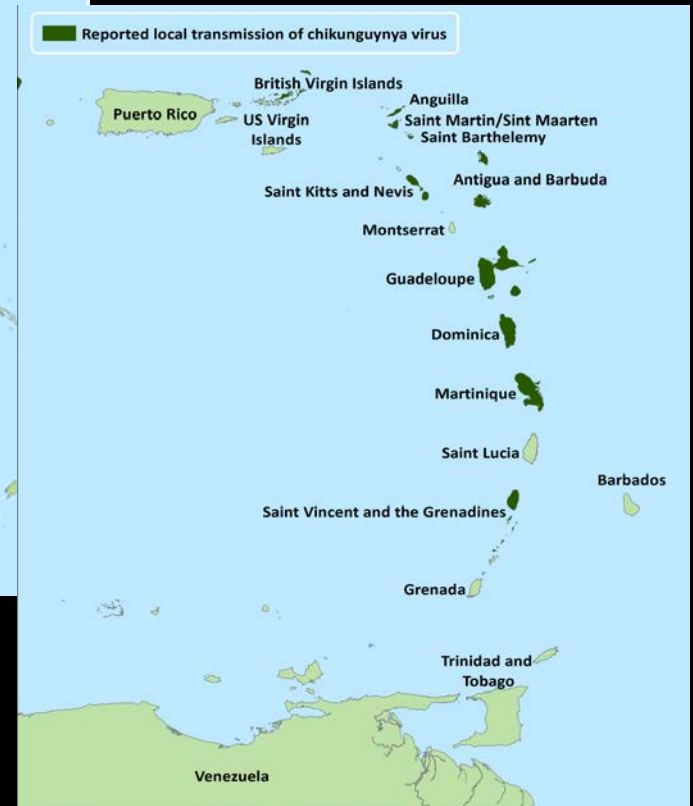 Reported local transmission of chikunguynya virus
British Virgin Islands
Anguilla
Puerto Rico
US Virgin
Islands
Saint Martin/Sint Maarten
Saint Barthelemy
Saint Kitts and Nevis
Antigua and Barbuda
Montserrat
Guadeloupe
Dominica
Martinique
Saint Lucia
Barbados
Saint Vincent and the Grenadines
Grenada
Trinidad and
Tobago
Venezuela